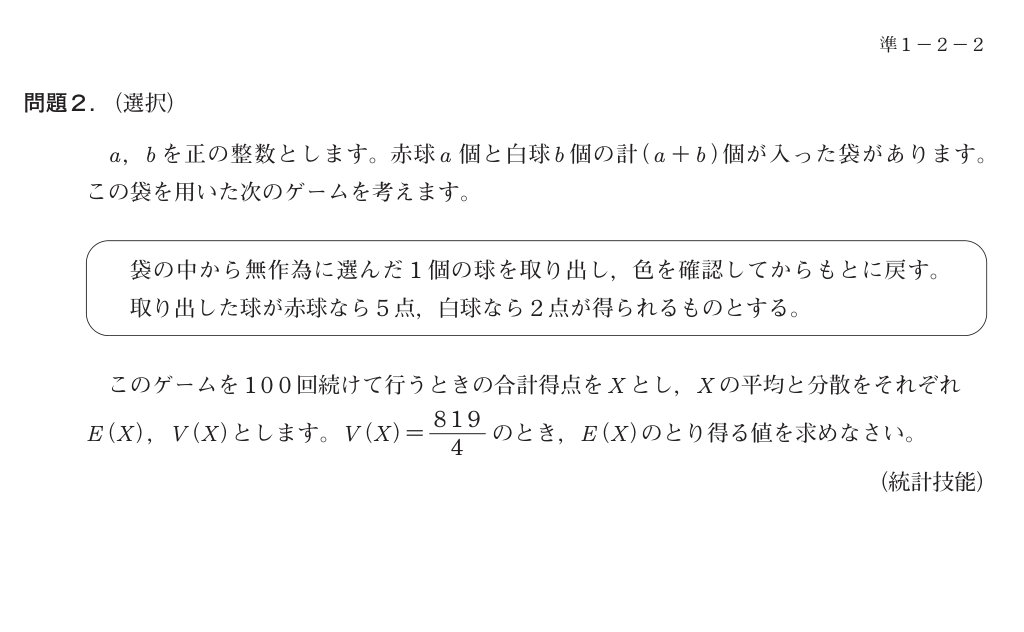 準1－2－2
問題２．（選択）
a，bを正の整数とします。赤球a個と白球b個の計(a＋b)個が入った袋があります。
この袋を用いた次のゲームを考えます。
袋の中から無作為に選んだ１個の球を取り出し，色を確認してからもとに戻す。
取り出した球が赤球なら５点，白球なら２点が得られるものとする。
このゲームを１００回続けて行うときの合計得点をXとし，Xの平均と分散をそれぞれ
E(X)，V(X)とします。V(X)＝819/4のとき，E(X)のとり得る値を求めなさい。
（統計技能）